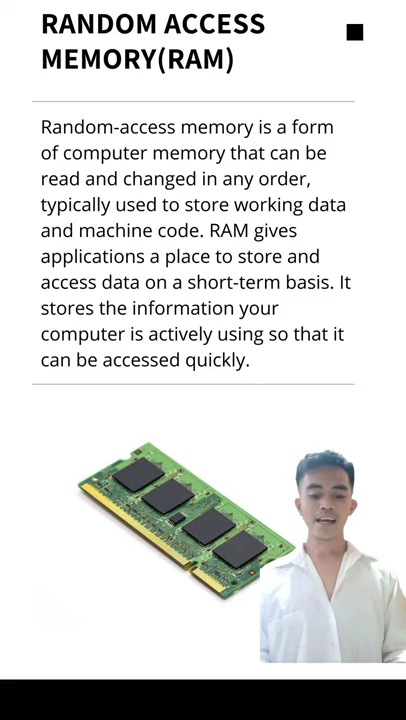 RANDOM ACCESS
MEMORY(RAM)
Random-access memory is a form
of computer memory that can be
read and changed in any order,
typically used to store working data
and machine code. RAM gives
applications a place to store and
access data on a short-term basis. It
stores the information your
computer is actively using so that it
can be accessed quickly.